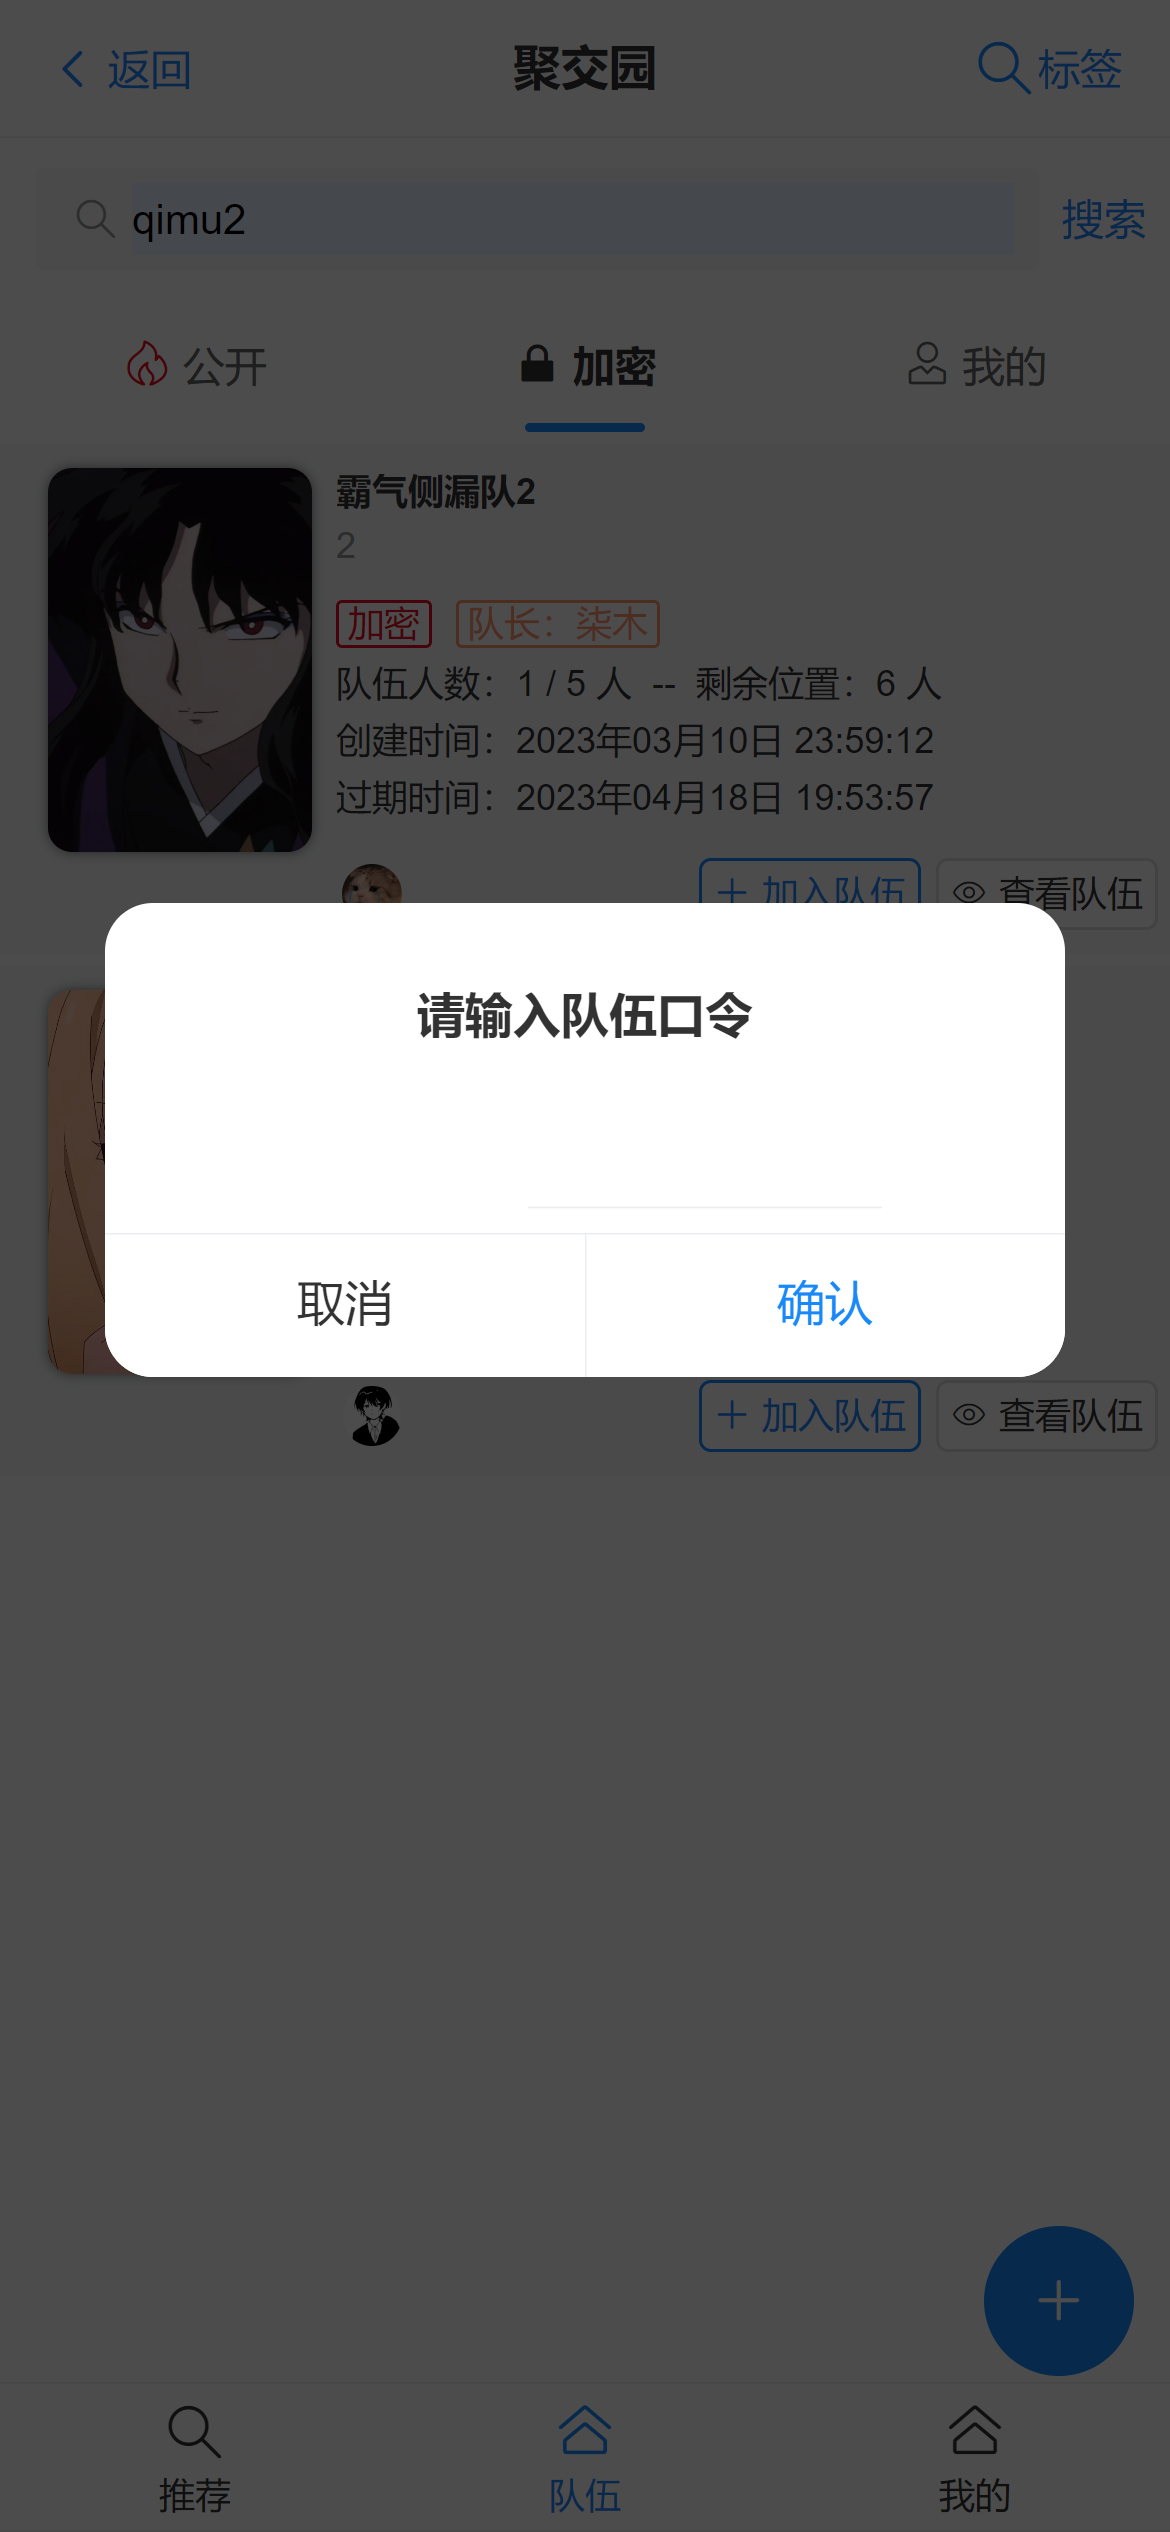 返回
聚交园
标签
qimu2
搜索
公开
加密
我的
霸气侧漏队2
2
加密
队长：柒木
队伍人数：1 / 5 人 -- 剩余位置：6 人
创建时间：2023年03月10日 23:59:12
过期时间：2023年04月18日 19:53:57
加入队伍
查看队伍
请输入队伍口令
取消
确认
加入队伍
查看队伍
推荐
队伍
我的